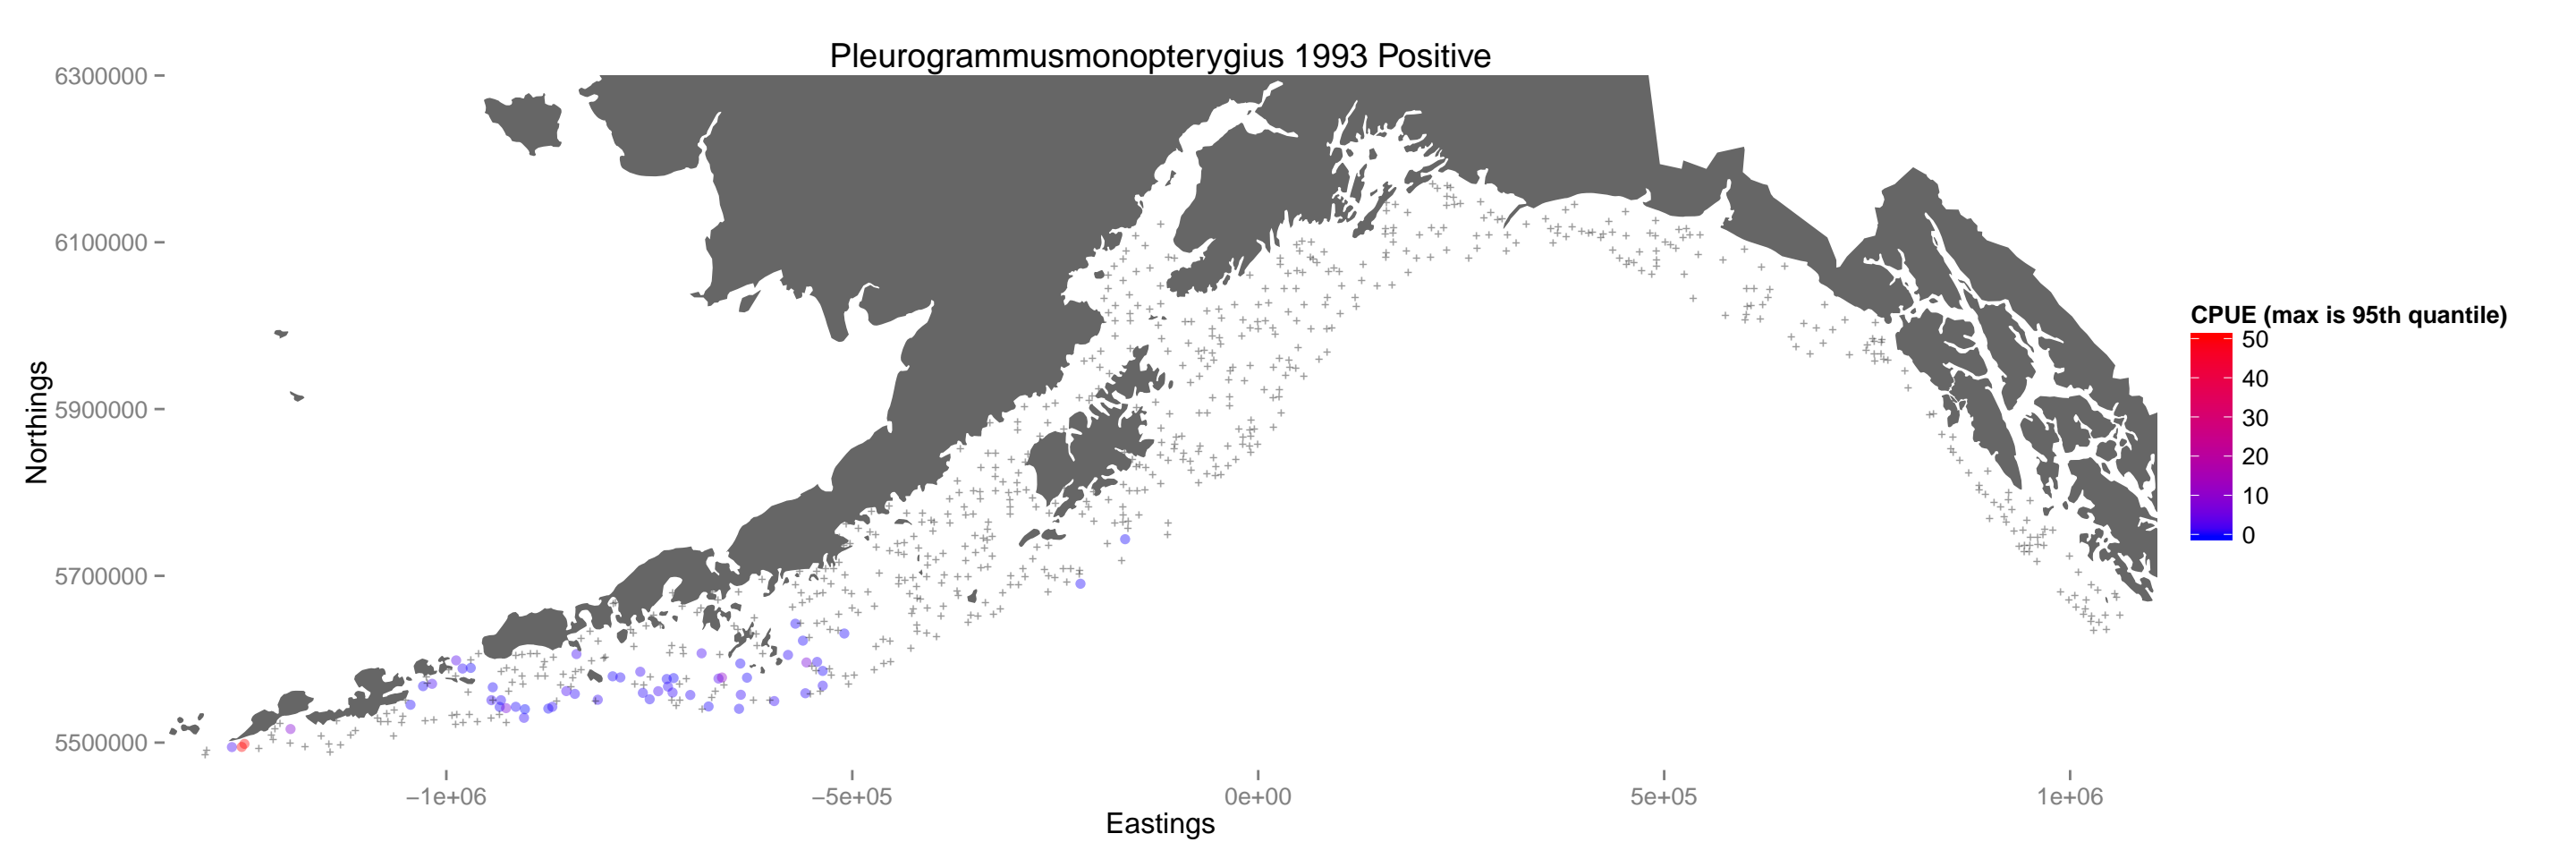 Pleurogrammusmonopterygius 1993 Positive
6300000
6100000
5900000
5700000
5500000
Northings
−1e+06
−5e+05
0e+00
5e+05
1e+06
Eastings
CPUE (max is 95th quantile)
50
40
30
20
10
0